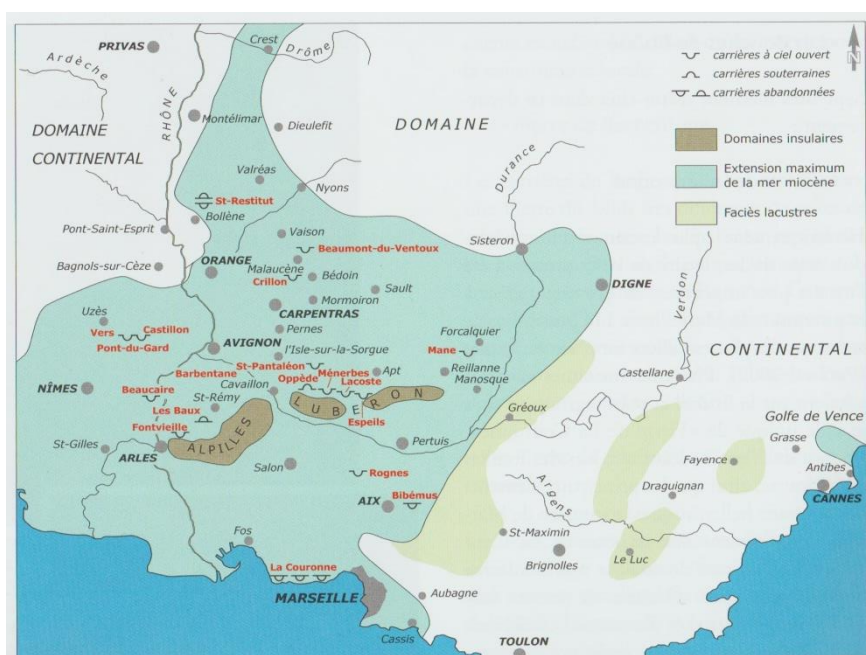 PRIVAS
Crest
Drôme
Ardèche
N
carrières à ciel ouvert
carrières souterraines
carrières abandonnées
RHÔNE
Montélimar
Dieulefit
DOMAINE
DOMAINE
CONTINENTAL
Domaines insulaires
Extension maximum
de la mer miocène
Faciès lacustres
Durance
Valréas
Nyons
St-Restitut
Bollène
Pont-Saint-Esprit
Vaison
Beaumont-du-Ventoux
Sisteron
Bagnols-sur-Cèze
ORANGE
Malaucène
Bédoin
Crillon
Sault
DIGNE
Verdon
Mormoiron
CARPENTRAS
Uzès
Pernes
Forcalquier
Vers
Castillon
Pont-du-Gard
AVIGNON
l'Isle-sur-la-Sorgue
Mane
CONTINENTAL
St-Pantaléon
Barbentane
Ménerbes
Apt
Reillanne
Castellane
Oppède
Lacoste
Manosque
NÎMES
Beaucaire
Cavaillon
St-Rémy
LUBERON
Gréoux
Golfe de Vence
Les Baux
Espeils
Grasse
Fontvieille
ALPILLES
St-Gilles
ARLES
Pertuis
Fayence
Antibes
Salon
Rognes
Argens
Draguignan
CANNES
AIX
Bibémus
Fos
St-Maximin
Le Luc
Brignolles
La Couronne
MARSEILLE
Aubagne
Cassis
TOULON